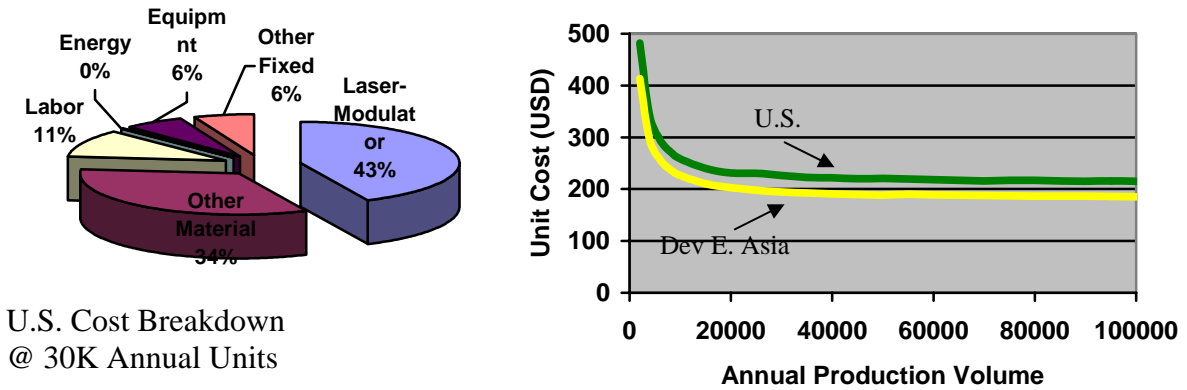 Equipm
nt
6%
Energy
0%
Other
Fixed
6%
Labor
11%
Laser-
Modulat
or
43%
Other
Material
34%
U.S. Cost Breakdown
@ 30K Annual Units
Unit Cost (USD)
500
400
300
200
100
0
U.S.
Dev E. Asia
0 20000 40000 60000 80000 100000
Annual Production Volume